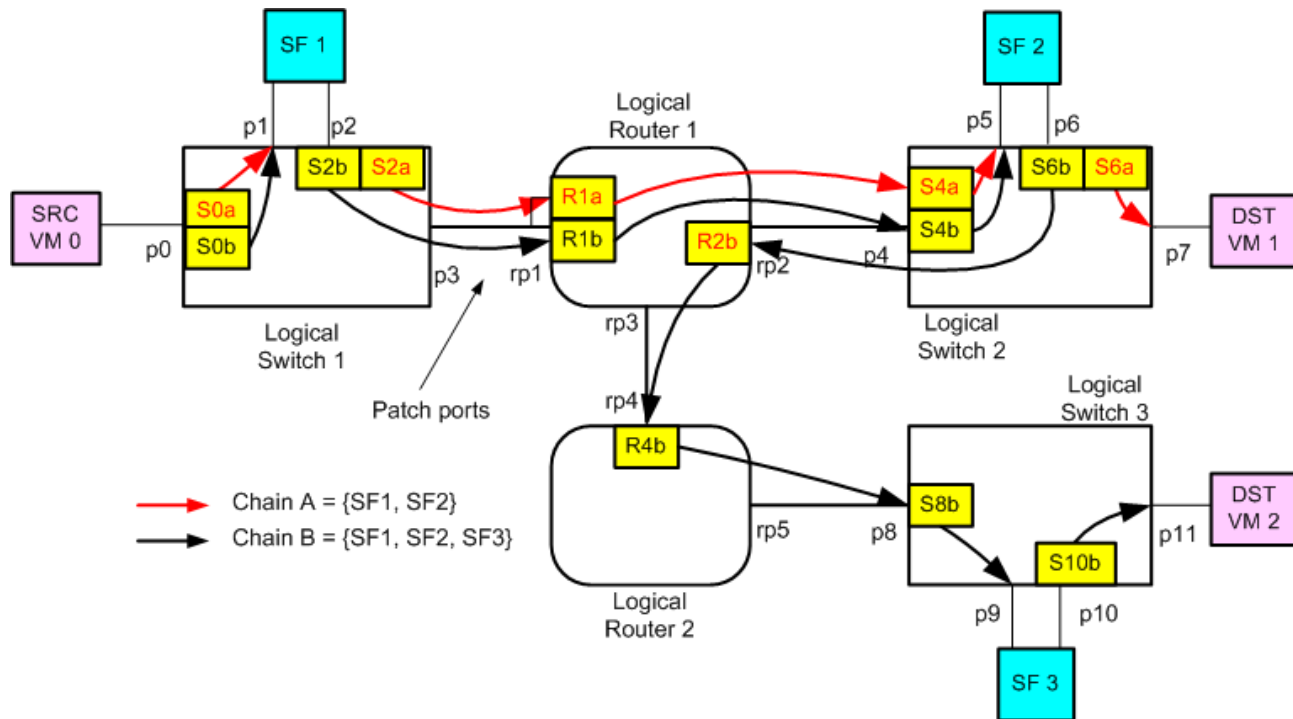 SF 1
SF 2
Logical
Router 1
p1
p2
p5
p6
S2b
S2a
S6b
S6a
SRC
VM 0
S0a
S0b
R1a
R1b
R2b
S4a
S4b
DST
VM 1
p0
p3
rp1
rp2
p4
p7
Logical
Switch 1
rp3
Logical
Switch 2
Patch ports
rp4
Logical
Switch 3
R4b
Chain A = {SF1, SF2}
Chain B = {SF1, SF2, SF3}
S8b
DST
VM 2
rp5
p8
p11
S10b
Logical
Router 2
p9
p10
SF 3